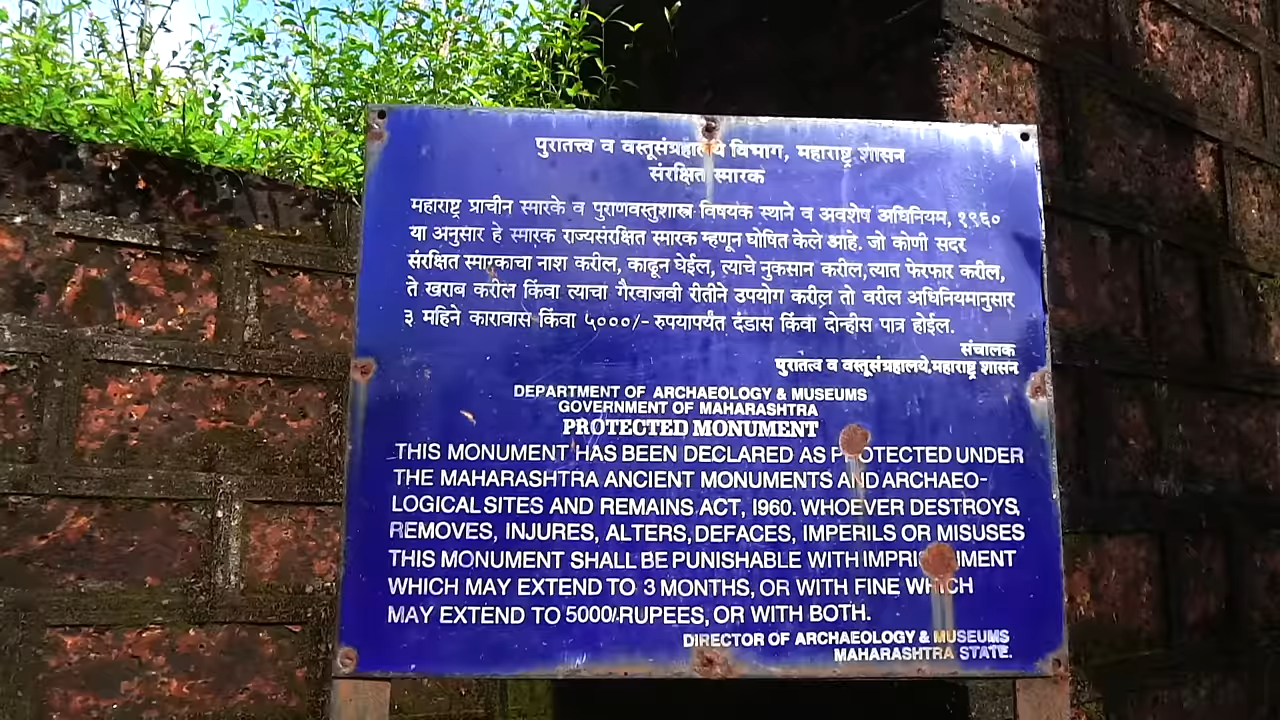 पुरातत्त्व व वस्तूसंग्रहालये विभाग, महाराष्ट्र शासन
संरक्षित स्मारक
महाराष्ट्र प्राचीन स्मारके व पुराणवस्तुशास्त्र विषयक स्थाने व अवशेष अधिनियम, १९६०
या अनुसार हे स्मारक राज्यसंरक्षित स्मारक म्हणून घोषित केले आहे. जो कोणी सदर
संरक्षित स्मारकाचा नाश करील, काढून घेईल, त्याचे नुकसान करील,त्यात फेरफार करील,
ते खराब करील किंवा त्याचा गैरवाजवी रीतीने उपयोग करील तो वरील अधिनियमानुसार
३ महिने कारावास किंवा ५०००/- रुपयापर्यंत दंडास किंवा दोन्हीस पात्र होईल.
संचालक
पुरातत्व व वस्तूसंग्रहालये,महाराष्ट्र शासन
DEPARTMENT OF ARCHAEOLOGY & MUSEUMS
GOVERNMENT OF MAHARASHTRA
PROTECTED MONUMENT
THIS MONUMENT HAS BEEN DECLARED AS PROTECTED UNDER
THE MAHARASHTRA ANCIENT MONUMENTS AND ARCHAEO-
LOGICAL SITES AND REMAINS ACT, 1960. WHOEVER DESTROYS,
REMOVES, INJURES, ALTERS, DEFACES, IMPERILS OR MISUSES
THIS MONUMENT SHALL BE PUNISHABLE WITH IMPRISONMENT
WHICH MAY EXTEND TO 3 MONTHS, OR WITH FINE WHICH
MAY EXTEND TO 5000/-RUPEES, OR WITH BOTH.
DIRECTOR OF ARCHAEOLOGY & MUSEUMS
MAHARASHTRA STATE.